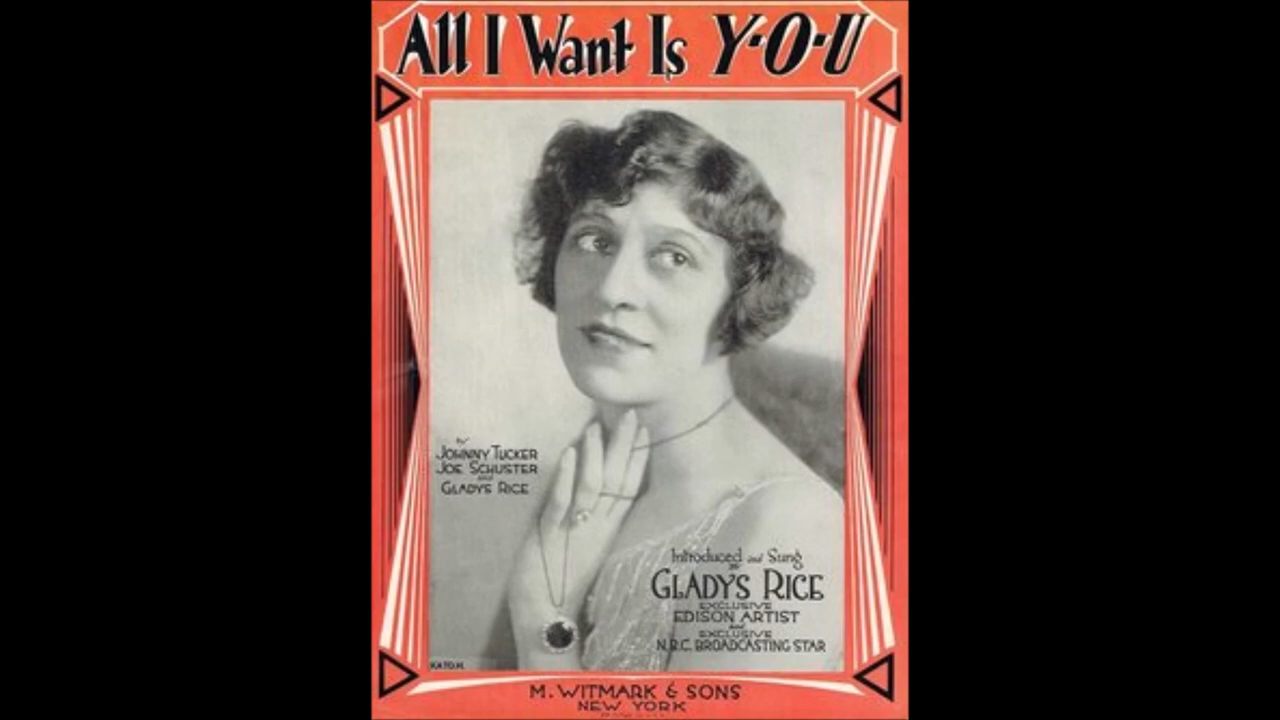 All I Want Is Y-O-U
by
JOHNNY TUCKER
JOE SCHUSTER
and
GLADYS RICE
Introduced and Sung
by
GLADYS RICE
EXCLUSIVE
EDISON ARTIST
and
EXCLUSIVE
N.B.C. BROADCASTING STAR
M. WITMARK & SONS
NEW YORK